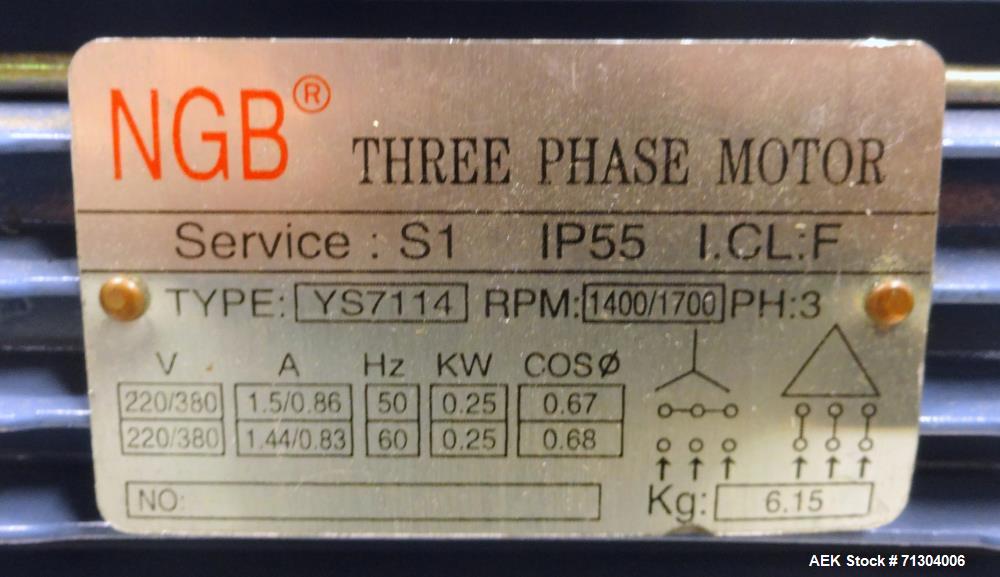 NGB®
THREE PHASE MOTOR
Service : S1 IP55 I.CL:F
TYPE: YS7114 RPM: 1400/1700 PH:3
V A Hz KW COSØ
220/380 1.5/0.86 50 0.25 0.67
220/380 1.44/0.83 60 0.25 0.68
NO: Kg: 6.15
AEK Stock # 71304006